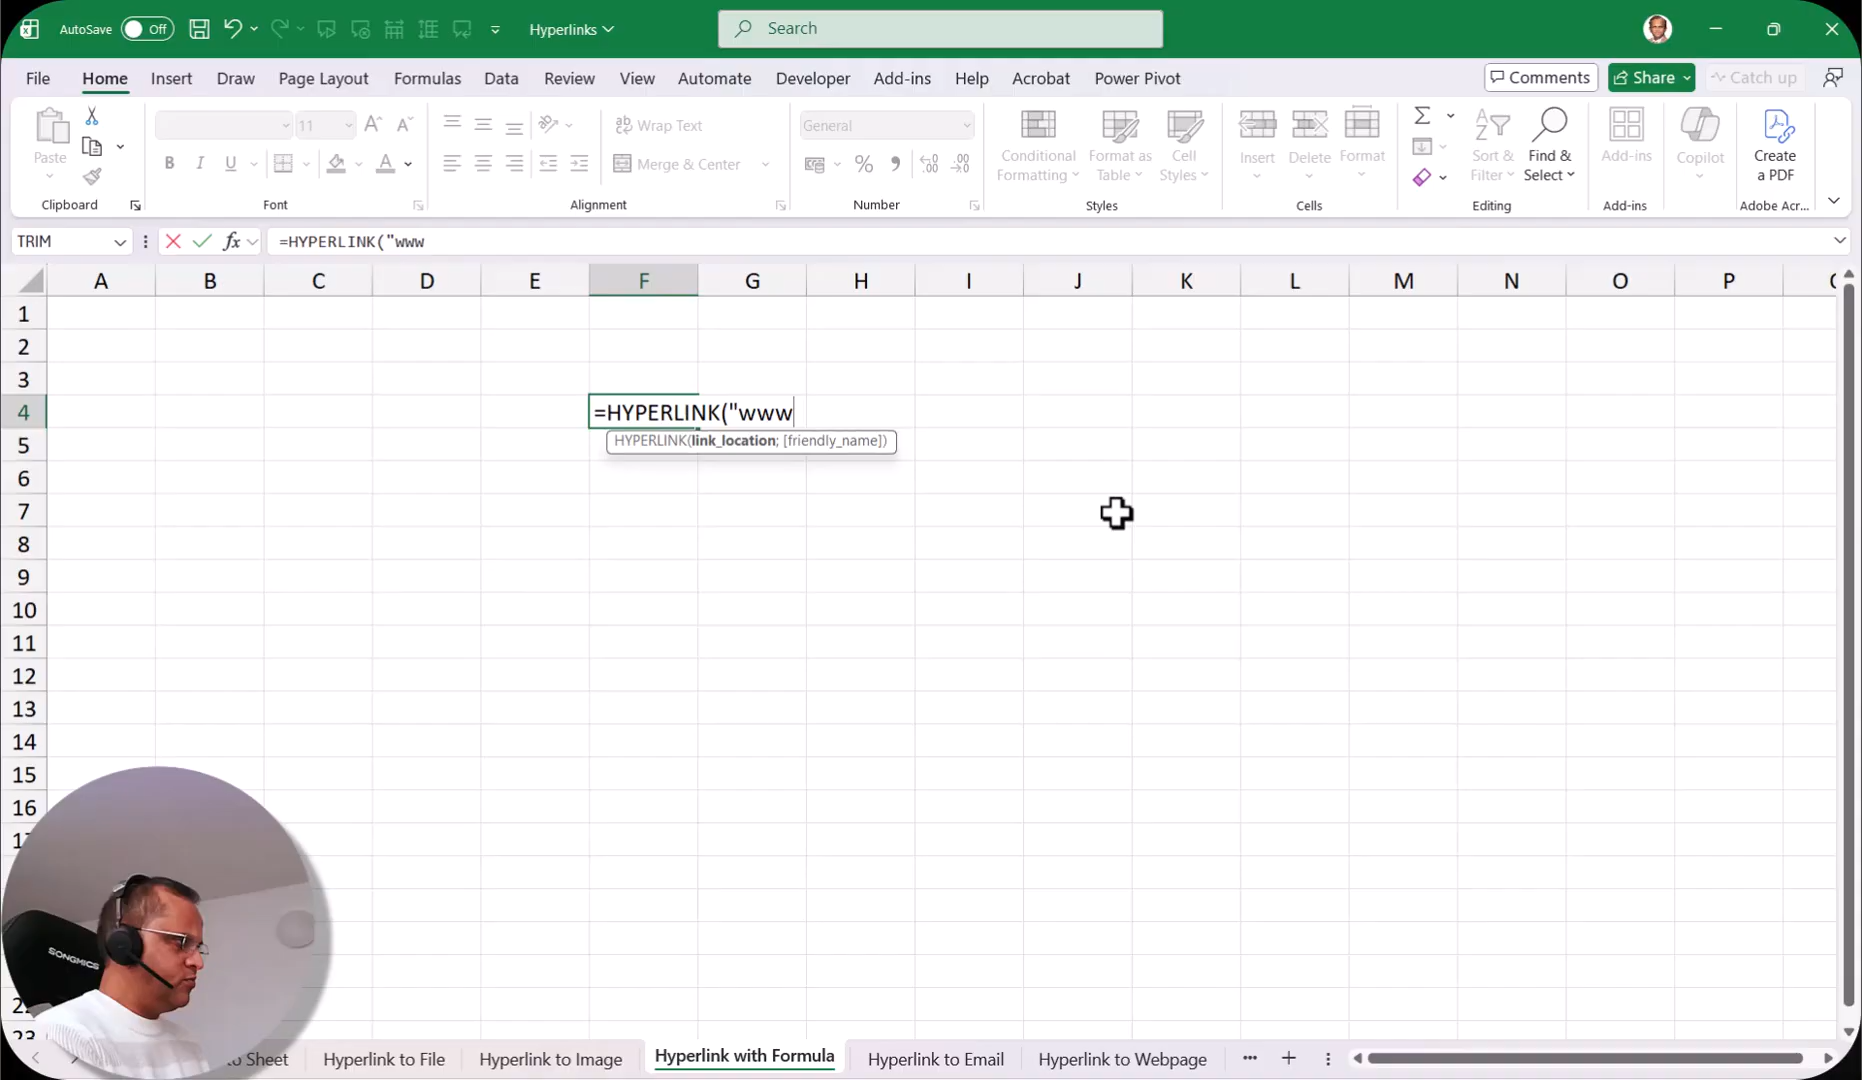 AutoSave Off Hyperlinks Search
File Home Insert Draw Page Layout Formulas Data Review View Automate Developer Add-ins Help Acrobat Power Pivot Comments Share Catch up
Paste 11 Wrap Text General Conditional Formatting Format as Table Cell Styles Insert Delete Format Sort & Filter Find & Select Add-ins Copilot Create a PDF
B I U Merge & Center
Clipboard Font Alignment Number Styles Cells Editing Add-ins Adobe Acr...
TRIM fx =HYPERLINK("www
A B C D E F G H I J K L M N O P
1
2
3
4 =HYPERLINK("www
5 HYPERLINK(link_location; [friendly_name])
6
7
8
9
10
11
12
13
14
15
16
SONGMICS
23
to Sheet Hyperlink to File Hyperlink to Image Hyperlink with Formula Hyperlink to Email Hyperlink to Webpage ...